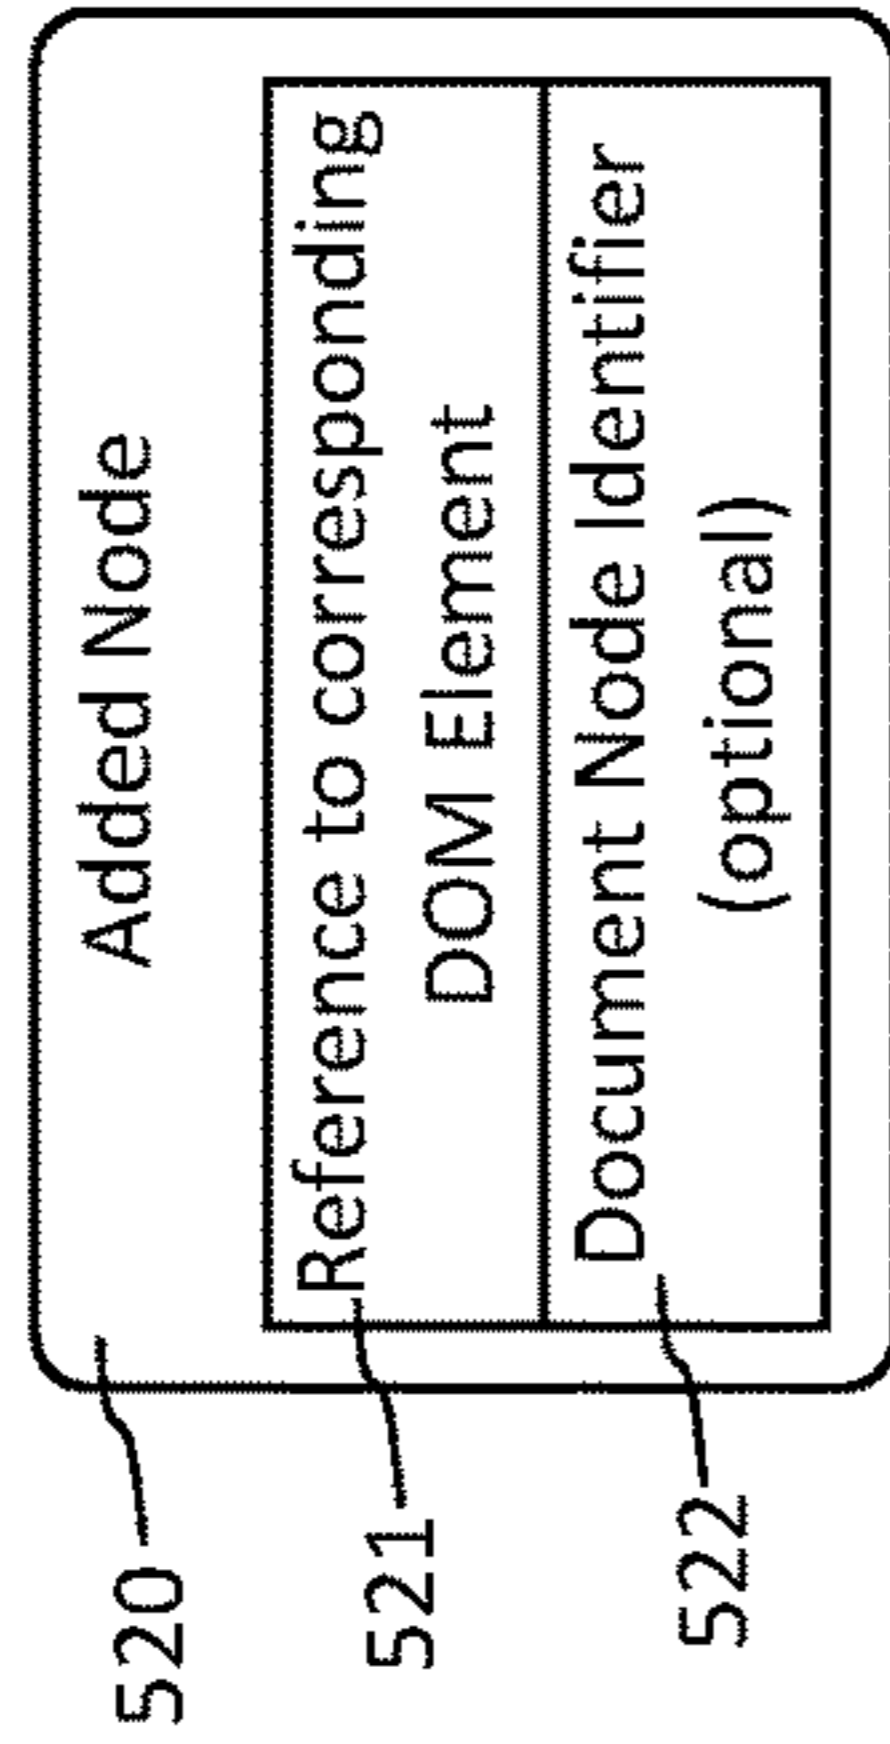 520
Added Node
521
Reference to corresponding
DOM Element
522
Document Node Identifier
(optional)